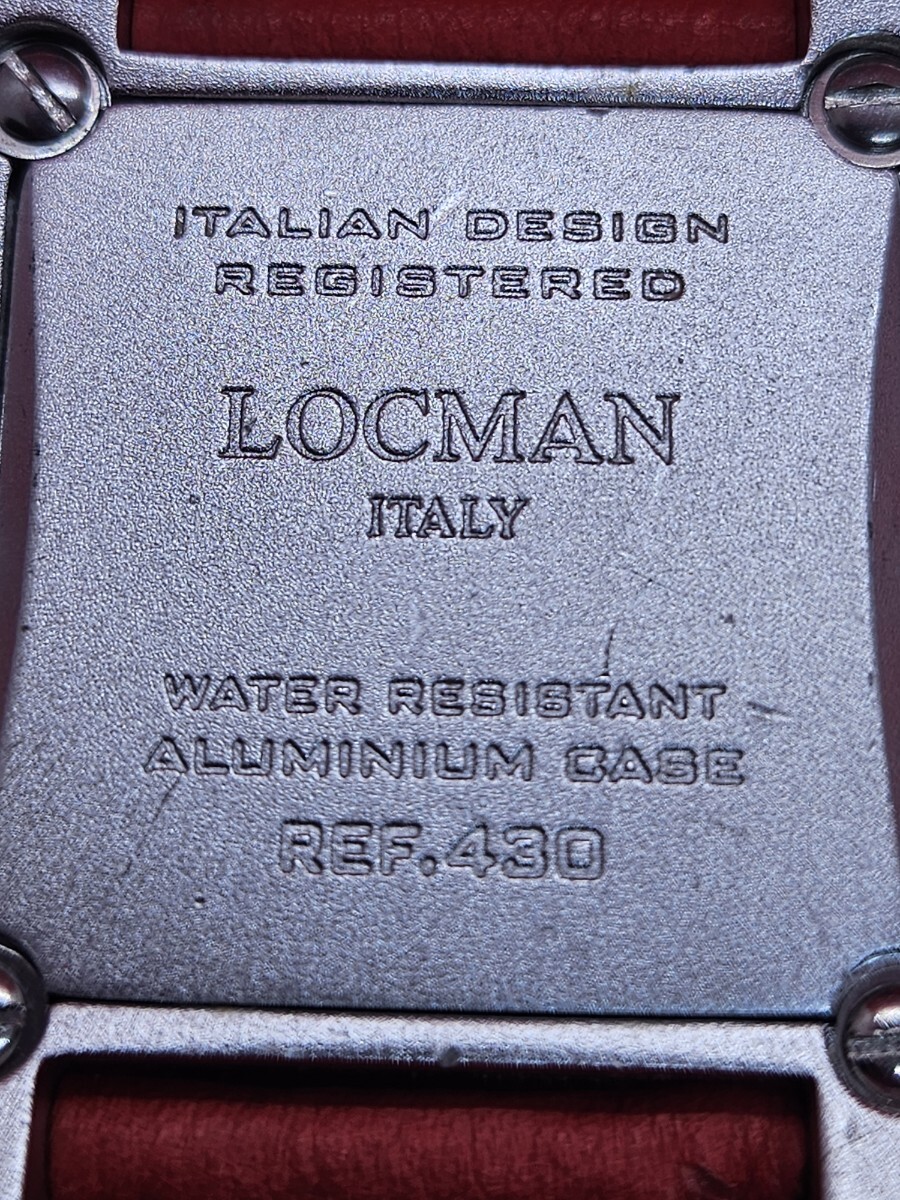 ITALIAN DESIGN
REGISTERED
LOCMAN
ITALY
WATER RESISTANT
ALUMINIUM CASE
REF.430